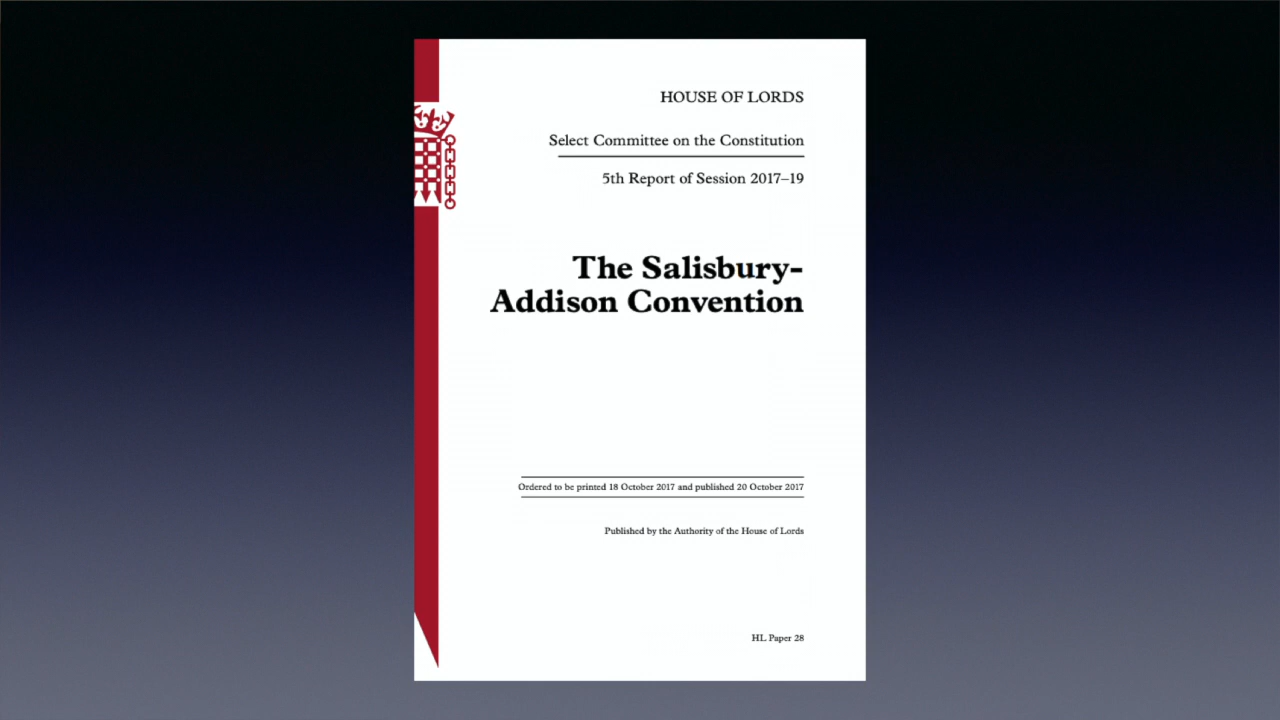 HOUSE OF LORDS
Select Committee on the Constitution
5th Report of Session 2017–19
The Salisbury-
Addison Convention
Ordered to be printed 18 October 2017 and published 20 October 2017
Published by the Authority of the House of Lords
HL Paper 28